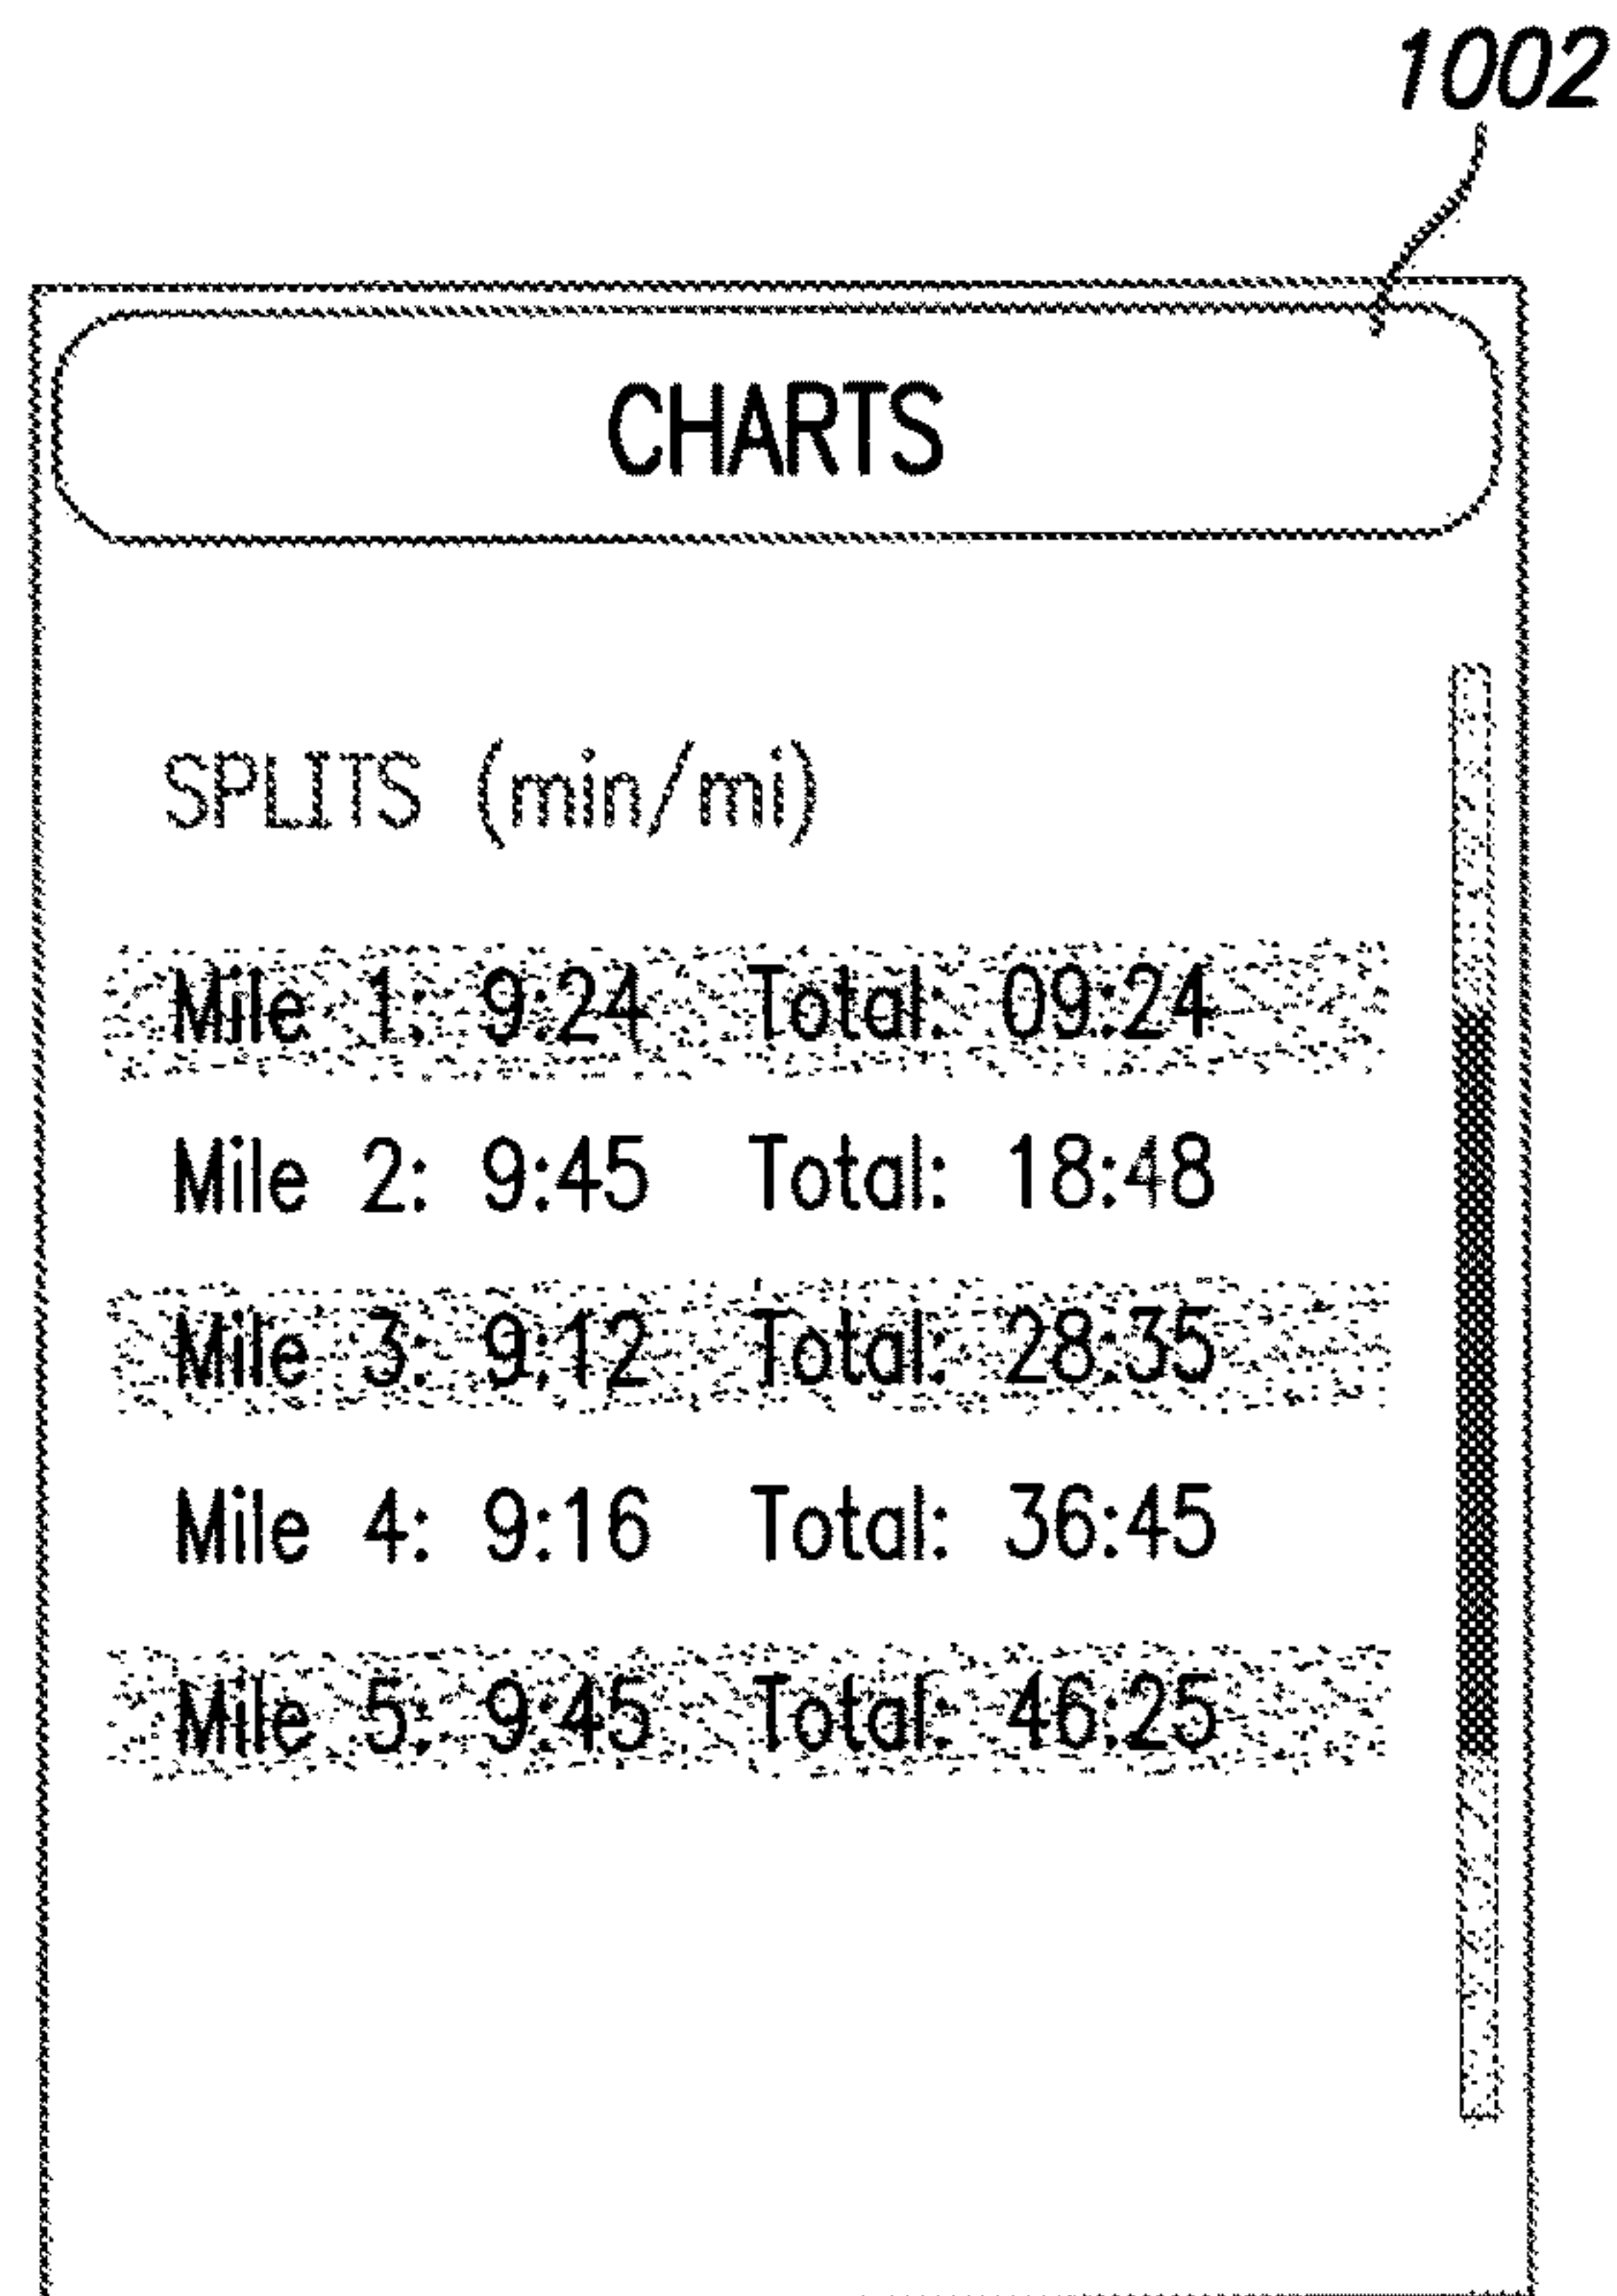 1002
CHARTS
SPLITS (min/mi)
Mile 1: 9:24 Total: 09:24
Mile 2: 9:45 Total: 18:48
Mile 3: 9:12 Total: 28:35
Mile 4: 9:16 Total: 36:45
Mile 5: 9:45 Total: 46:25